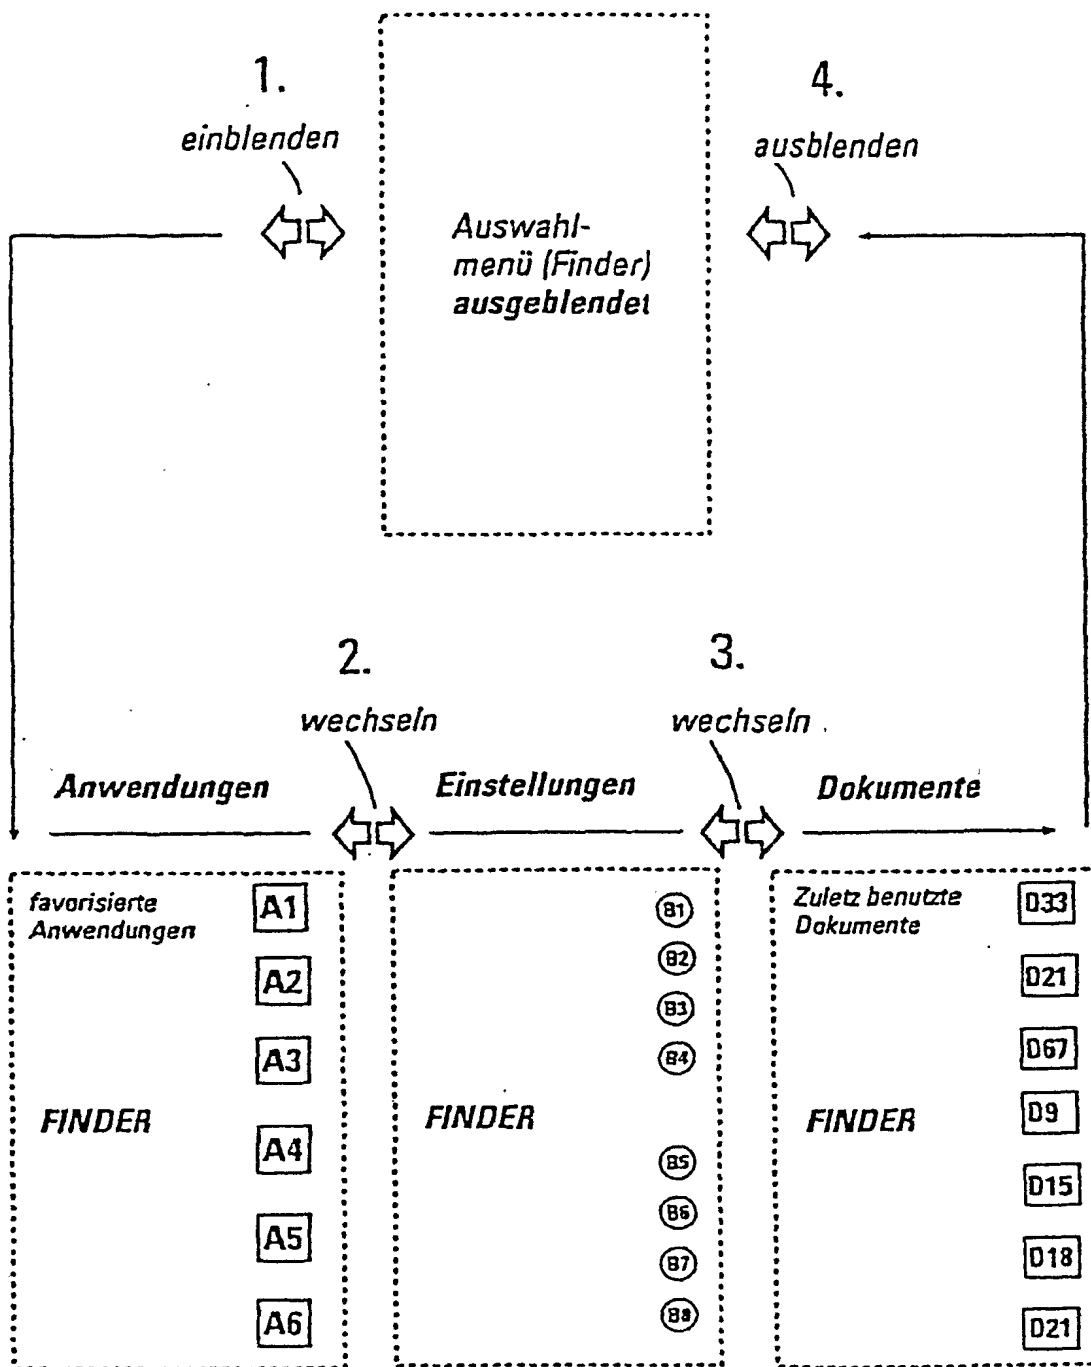 1.
einblenden
4.
ausblenden
Auswahl-
menü (Finder)
ausgeblendet
2.
wechseln
3.
wechseln
Anwendungen
Einstellungen
Dokumente
favorisierte
Anwendungen
FINDER
A1
A2
A3
A4
A5
A6
FINDER
B1
B2
B3
B4
B5
B6
B7
B8
Zuletz benutzte
Dokumente
FINDER
D33
D21
D67
D9
D15
D18
D21